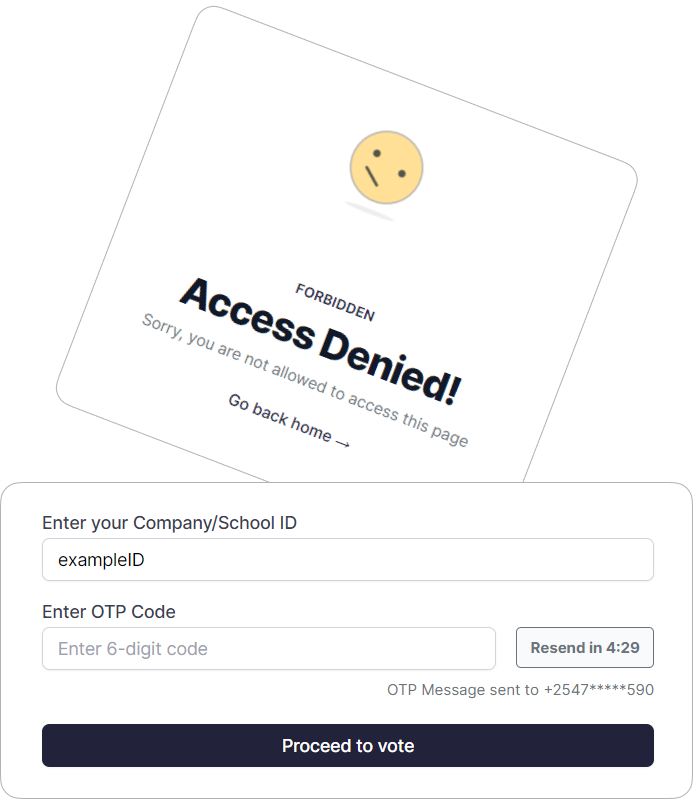 FORBIDDEN
Access Denied!
Sorry, you are not allowed to access this page
Go back home →
Enter your Company/School ID
exampleID
Enter OTP Code
Enter 6-digit code
Resend in 4:29
OTP Message sent to +2547*****590
Proceed to vote